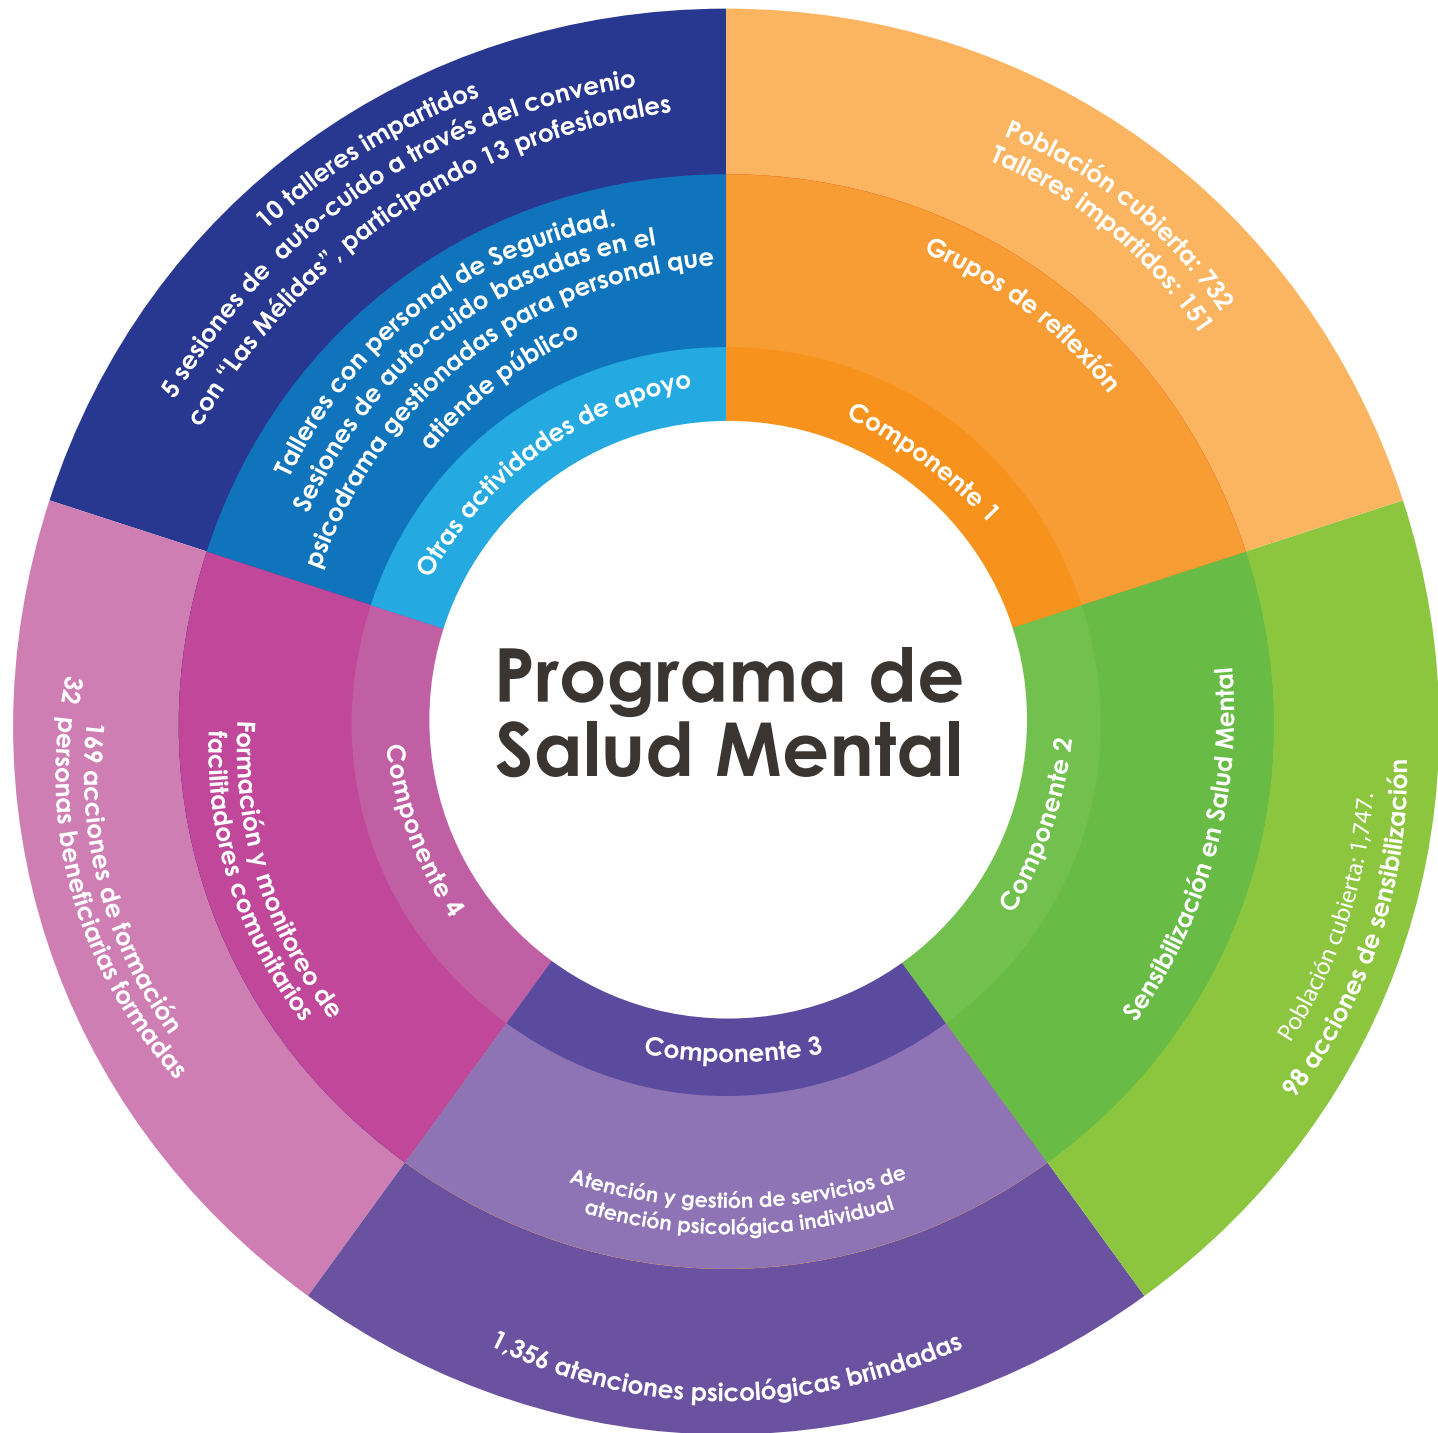 Programa de
Salud Mental
Componente 1
Grupos de reflexión
Población cubierta: 732
Talleres impartidos: 151
Componente 2
Sensibilización en Salud Mental
Población cubierta: 1,747.
98 acciones de sensibilización
Componente 3
Atención y gestión de servicios de
atención psicológica individual
1,356 atenciones psicológicas brindadas
Componente 4
Formación y monitoreo de
facilitadores comunitarios
169 acciones de formación
32 personas beneficiarias formadas
Otras actividades de apoyo
Talleres con personal de Seguridad.
Sesiones de auto-cuido basadas en el
psicodrama gestionadas para personal que
atiende público
10 talleres impartidos
5 sesiones de auto-cuido a través del convenio
con “Las Mélidas”, participando 13 profesionales